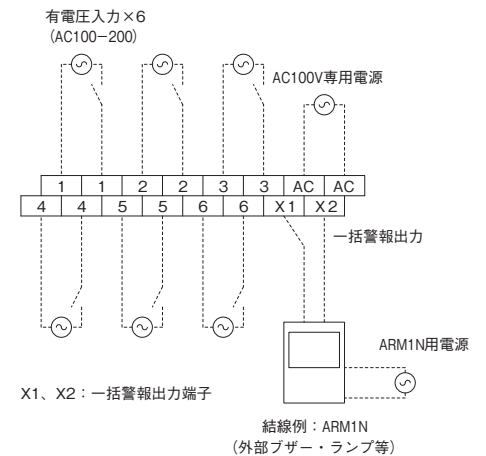 有電圧入力×6
(AC100−200)
AC100V専用電源
1 1 2 2 3 3 AC AC
4 4 5 5 6 6 X1 X2
一括警報出力
ARM1N用電源
X1、X2：一括警報出力端子
結線例：ARM1N
(外部ブザー・ランプ等)